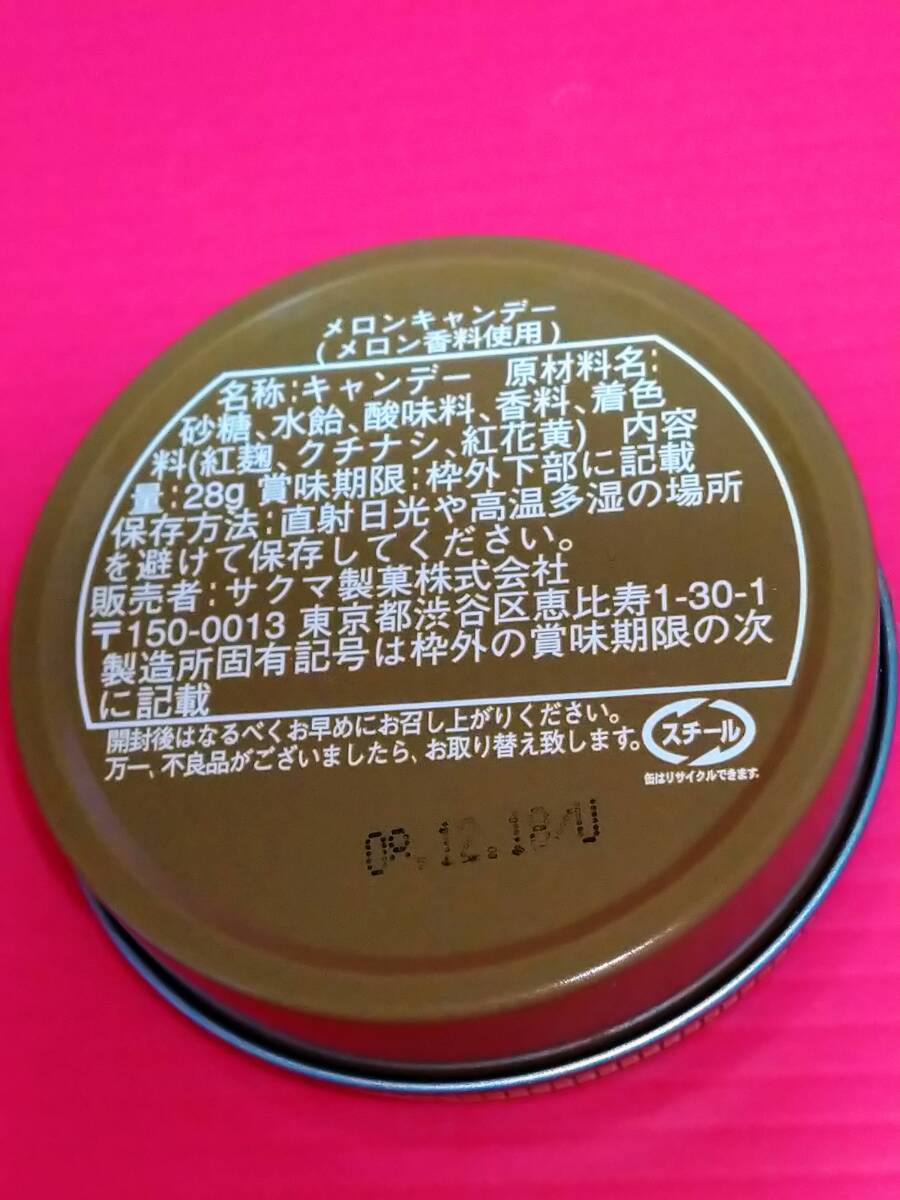 メロンキャンデー
(メロン香料使用)
名称:キャンデー 原材料名:
砂糖、水飴、酸味料、香料、着色
料(紅麹、クチナシ、紅花黄) 内容
量:28g 賞味期限:枠外下部に記載
保存方法:直射日光や高温多湿の場所
を避けて保存してください。
販売者:サクマ製菓株式会社
〒150-0013 東京都渋谷区恵比寿1-30-1
製造所固有記号は枠外の賞味期限の次
に記載
開封後はなるべくお早めにお召し上がりください。
万一、不良品がございましたら、お取り替え致します。
スチール
缶はリサイクルできます。